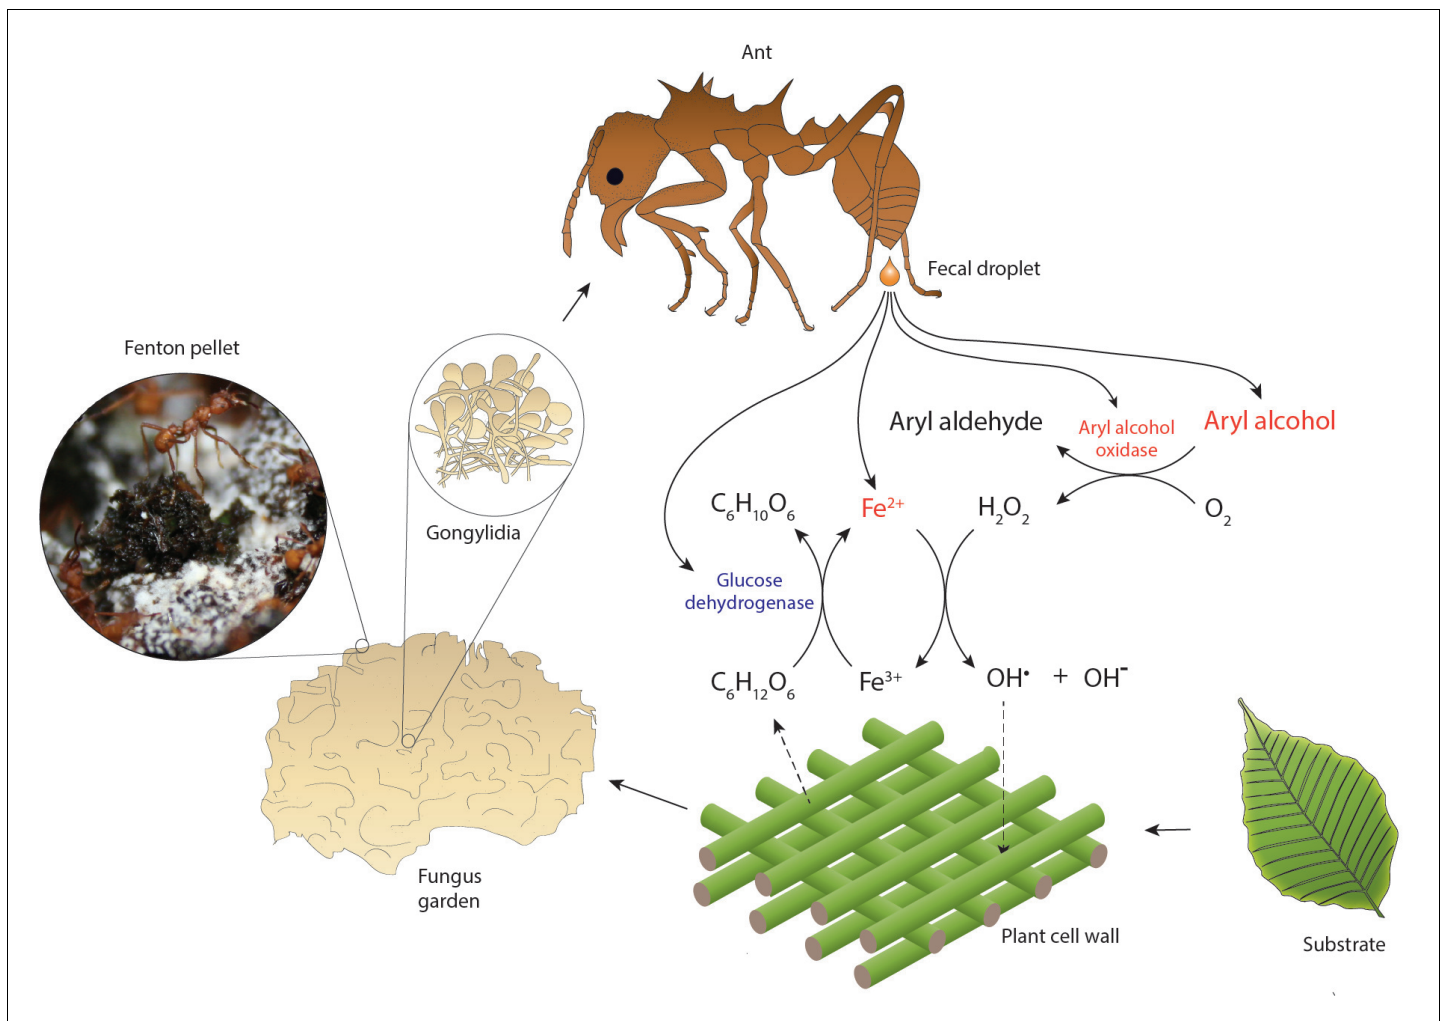 Ant
Fecal droplet
Fenton pellet
Gongylidia
Aryl aldehyde
Aryl alcohol
oxidase
Aryl alcohol
C₆H₁₀O₆
Fe²⁺
H₂O₂
O₂
Glucose
dehydrogenase
C₆H₁₂O₆
Fe³⁺
OH• + OH⁻
Fungus
garden
Plant cell wall
Substrate